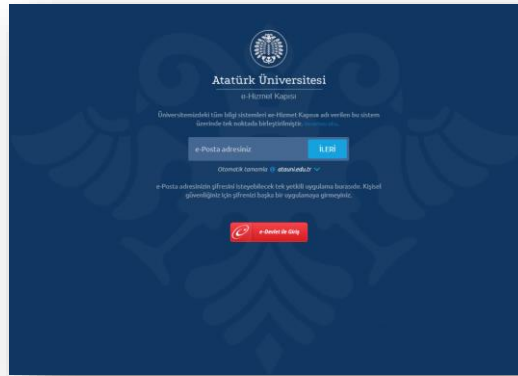 Atatürk Üniversitesi
e-Hizmet Kapısı
Üniversitemizdeki tüm bilgi sistemleri ae-Hizmet Kapısıa adı verilen bu sistem
üzerinde tek noktada birleştirilmiştir.
e-Posta adresiniz
İLERİ
Otomatik tamamla @ atauni.edu.tr
e-Posta adresinizin şifresini isteyebilecek tek yetkili uygulama burasıdır. Kişisel
güvenliğiniz için şifrenizi başka bir uygulamaya girmeyiniz.
e-Devlet ile Giriş